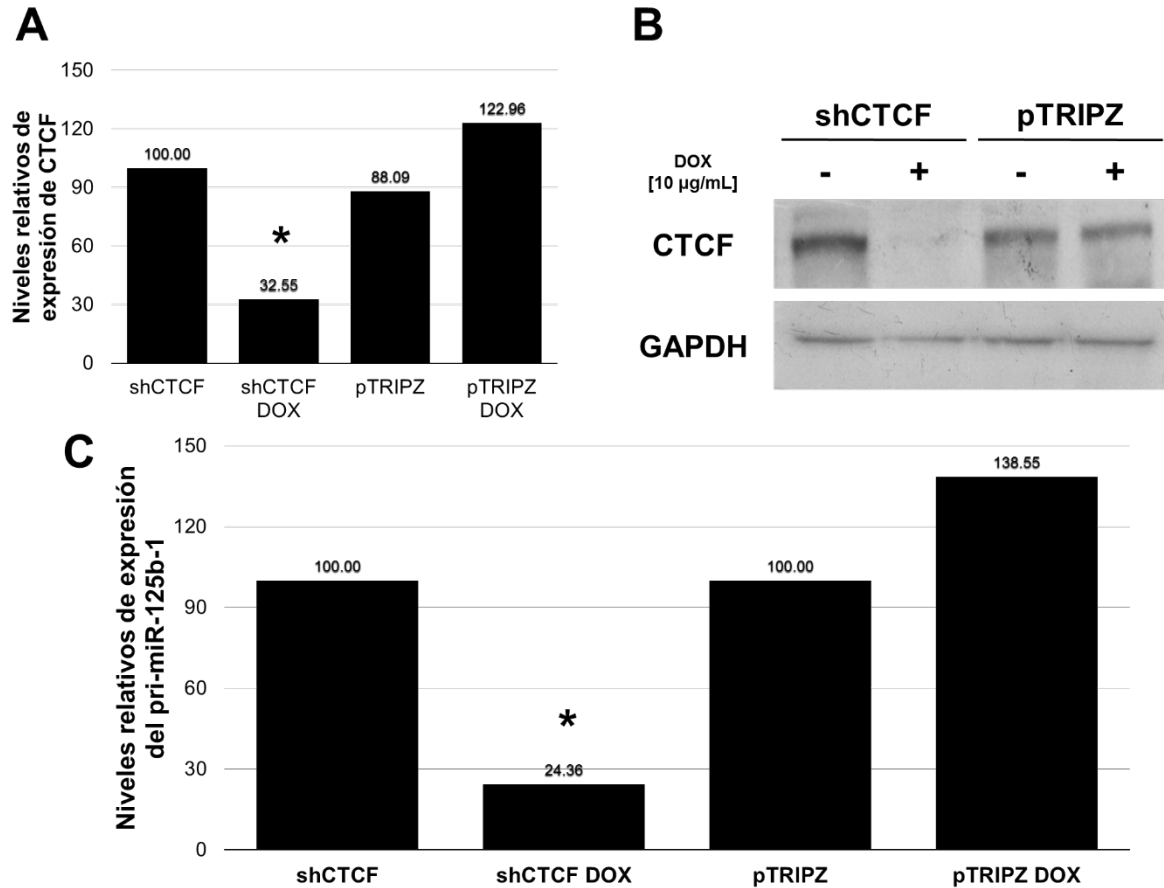 A
Niveles relativos de
expresión de CTCF
150
120
90
60
30
0
100.00
*
32.55
88.09
122.96
shCTCF
shCTCF
DOX
pTRIPZ
pTRIPZ
DOX
B
shCTCF
pTRIPZ
DOX
[10 µg/mL]
-
+
-
+
CTCF
GAPDH
C
Niveles relativos de expresión
del pri-miR-125b-1
150
120
90
60
30
0
100.00
*
24.36
100.00
138.55
shCTCF
shCTCF DOX
pTRIPZ
pTRIPZ DOX